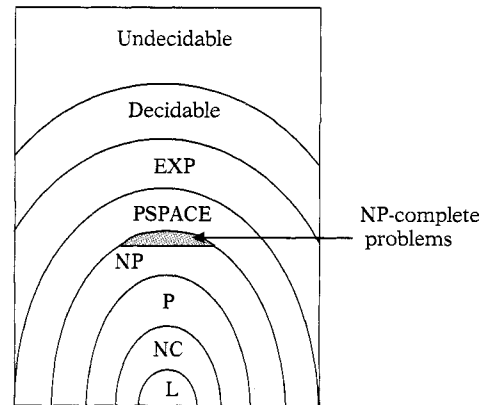 Undecidable
Decidable
EXP
PSPACE
NP-complete
problems
NP
P
NC
L